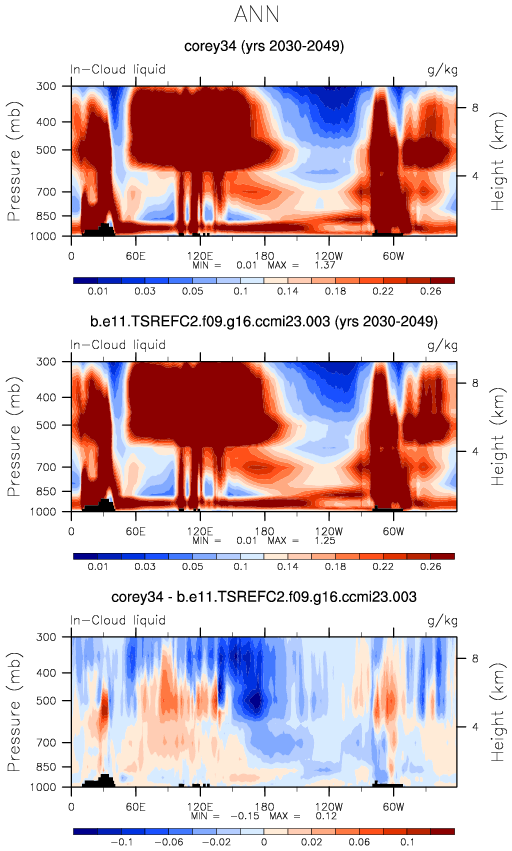 ANN
corey34 (yrs 2030-2049)
In-Cloud liquid g/kg
300
400
500
700
850
1000
Pressure (mb)
8
4
Height (km)
0 60E 120E 180 120W 60W
MIN = 0.01 MAX = 1.37
0.01 0.03 0.05 0.1 0.14 0.18 0.22 0.26
b.e11.TSREFC2.f09.g16.ccmi23.003 (yrs 2030-2049)
In-Cloud liquid g/kg
300
400
500
700
850
1000
Pressure (mb)
8
4
Height (km)
0 60E 120E 180 120W 60W
MIN = 0.01 MAX = 1.25
0.01 0.03 0.05 0.1 0.14 0.18 0.22 0.26
corey34 - b.e11.TSREFC2.f09.g16.ccmi23.003
In-Cloud liquid g/kg
300
400
500
700
850
1000
Pressure (mb)
8
4
Height (km)
0 60E 120E 180 120W 60W
MIN = -0.15 MAX = 0.12
-0.1 -0.06 -0.02 0 0.02 0.06 0.1